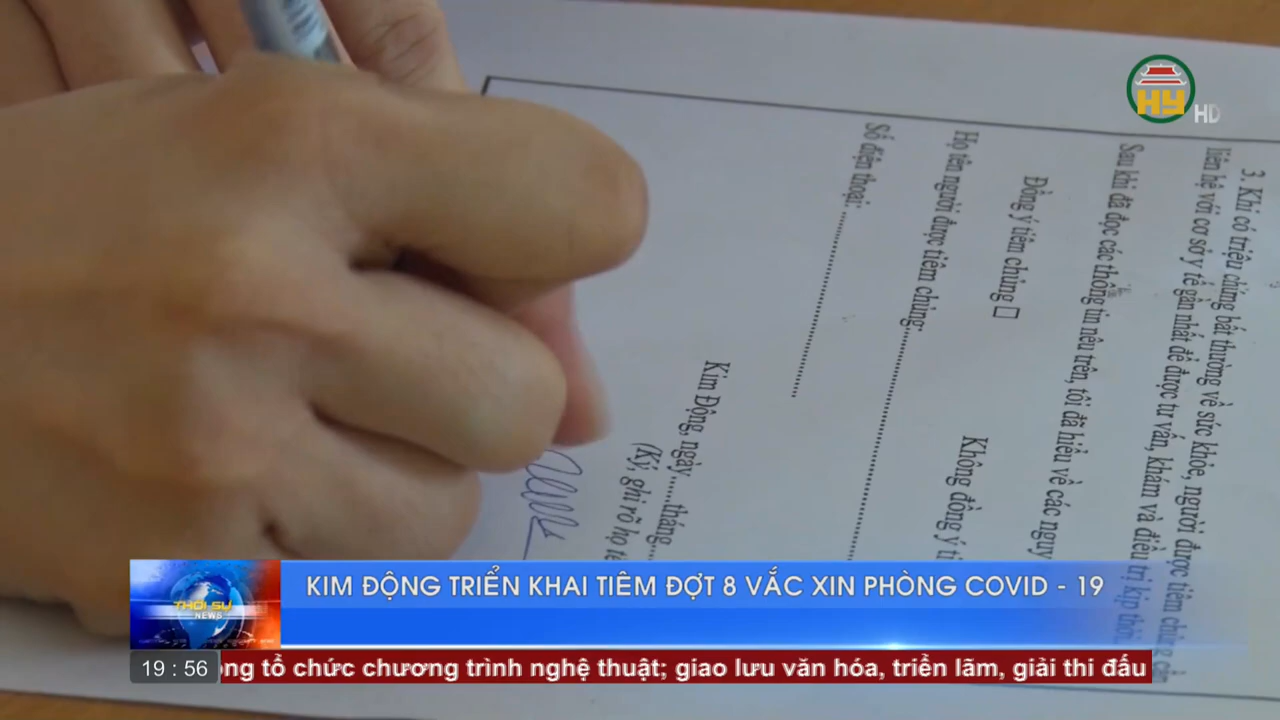 HY HD
3. Khi có triệu chứng bất thường về sức khỏe, người được tiêm chủng cần
liên hệ với cơ sở y tế gần nhất để được tư vấn, khám và điều trị kịp thời.
Sau khi đã đọc các thông tin nêu trên, tôi đã hiểu về các nguy
Đồng ý tiêm chủng □ Không đồng ý ti
Họ tên người được tiêm chủng:
Số điện thoại:
Kim Động, ngày ..... tháng
(Ký, ghi rõ họ tê
KIM ĐỘNG TRIỂN KHAI TIÊM ĐỢT 8 VẮC XIN PHÒNG COVID - 19
THỜI SỰ
NEWS
19 : 56 ng tổ chức chương trình nghệ thuật; giao lưu văn hóa, triển lãm, giải thi đấu